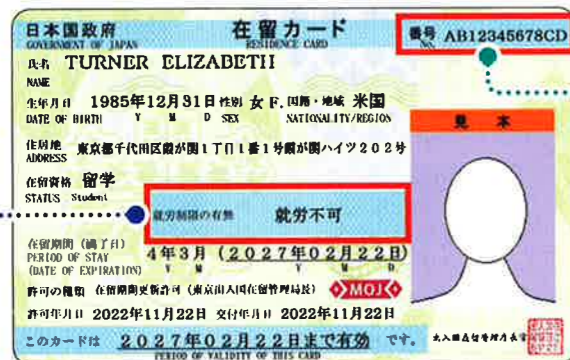 日本国政府 在留カード 番号 AB12345678CD
GOVERNMENT OF JAPAN RESIDENCE CARD No.
氏名 TURNER ELIZABETH
NAME
生年月日 1985年12月31日 性別 女 F. 国籍・地域 米国
DATE OF BIRTH Y M D SEX NATIONALITY/REGION
見本
住居地 東京都千代田区霞が関1丁目1番1号霞が関ハイツ202号
ADDRESS
在留資格 留学
STATUS Student
就労制限の有無 就労不可
在留期間(満了日) 4年3月(2027年02月22日)
PERIOD OF STAY Y M Y M D
(DATE OF EXPIRATION)
許可の種類 在留期間更新許可(東京出入国在留管理局長) MOJ
許可年月日 2022年11月22日 交付年月日 2022年11月22日
このカードは 2027年02月22日まで有効 です。 出入国在留管理庁長官
PERIOD OF VALIDITY OF THIS CARD